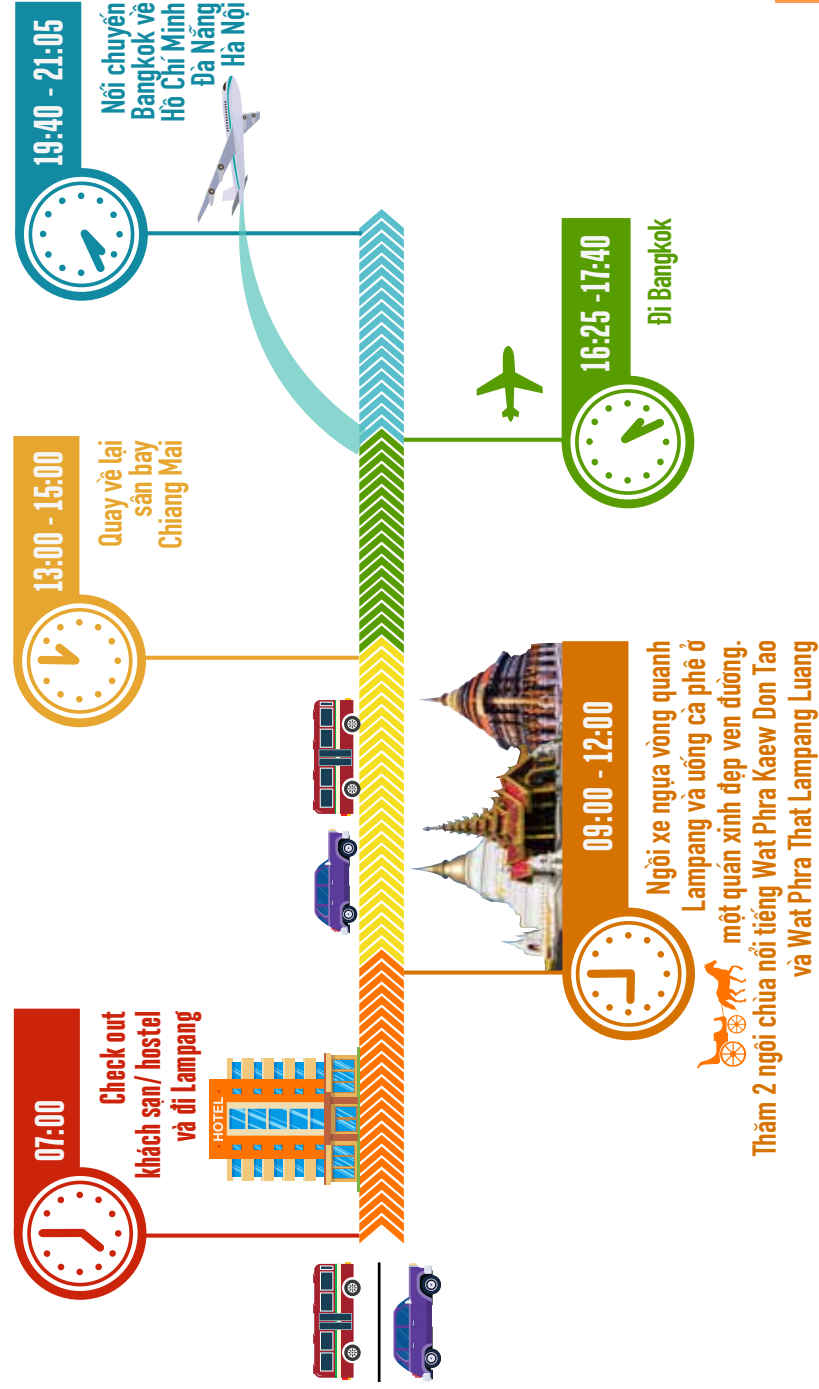 07:00
Check out
khách sạn/ hostel
và đi Lampang
HOTEL
09:00 - 12:00
Ngồi xe ngựa vòng quanh
Lampang và uống cà phê ở
một quán xinh đẹp ven đường.
Thăm 2 ngôi chùa nổi tiếng Wat Phra Kaew Don Tao
và Wat Phra That Lampang Luang
13:00 - 15:00
Quay về lại
sân bay
Chiang Mai
16:25 -17:40
Đi Bangkok
19:40 - 21:05
Nối chuyến
Bangkok về
Hồ Chí Minh
Đà Nẵng
Hà Nội